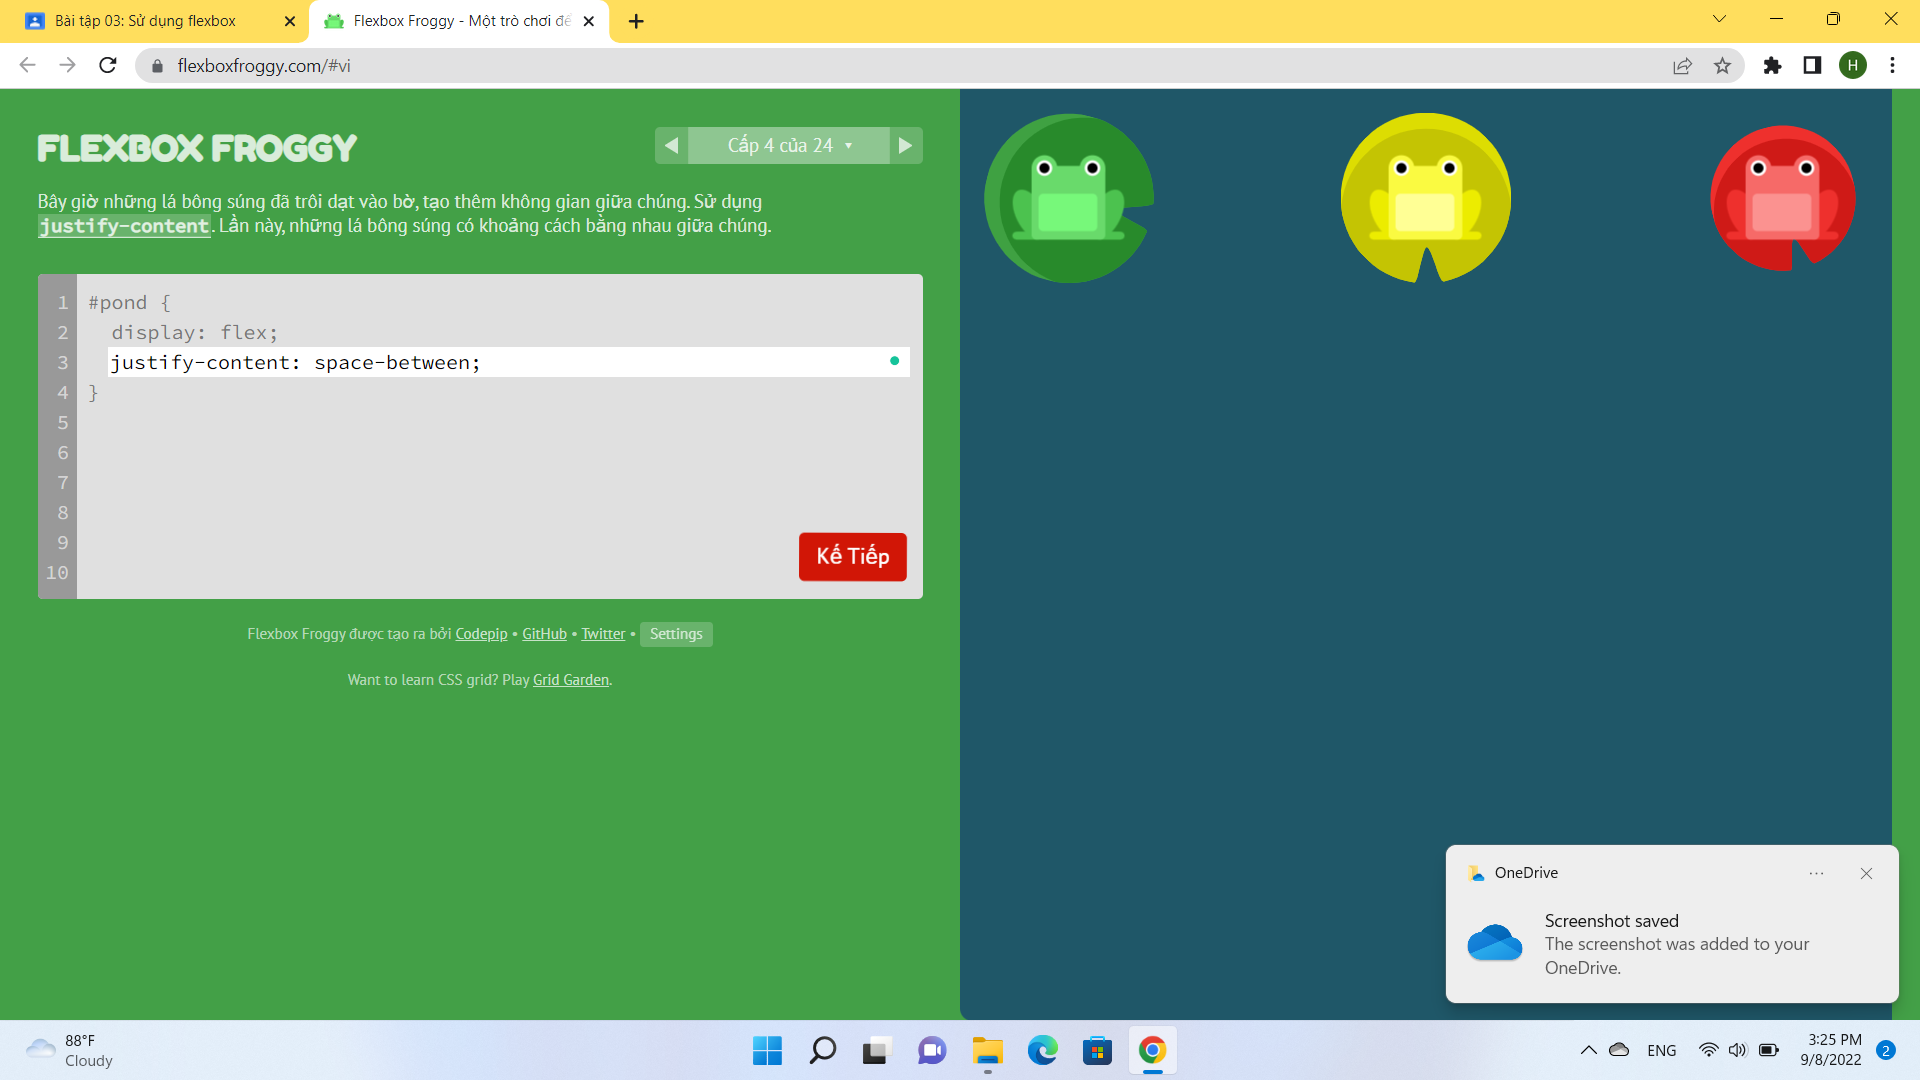 Bài tập 03: Sử dụng flexbox
Flexbox Froggy - Một trò chơi để
flexboxfroggy.com/#vi
H
FLEXBOX FROGGY
Cấp 4 của 24
Bây giờ những lá bông súng đã trôi dạt vào bờ, tạo thêm không gian giữa chúng. Sử dụng
justify-content. Lần này, những lá bông súng có khoảng cách bằng nhau giữa chúng.
1 #pond {
2 display: flex;
3 justify-content: space-between;
4 }
5
6
7
8
9
10
Kế Tiếp
Flexbox Froggy được tạo ra bởi Codepip • GitHub • Twitter • Settings
Want to learn CSS grid? Play Grid Garden.
OneDrive
Screenshot saved
The screenshot was added to your
OneDrive.
88°F
Cloudy
ENG
3:25 PM
9/8/2022
2